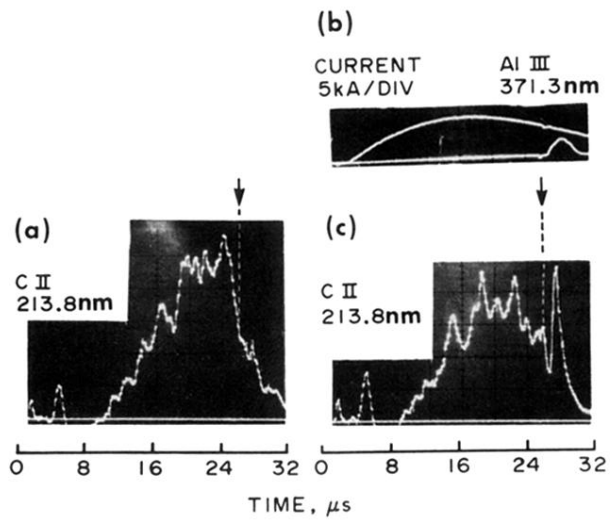 (b)
CURRENT
5kA/DIV
Al III
371.3nm
(a)
C II
213.8nm
(c)
C II
213.8nm
0 8 16 24 32
0 8 16 24 32
TIME, μs